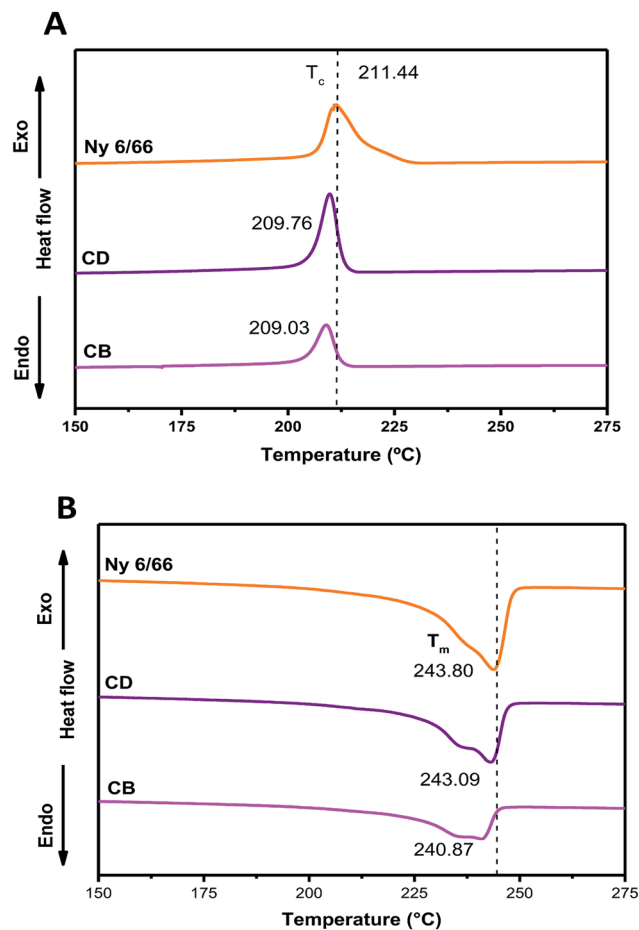 A
Exo
Heat flow
Endo
T_c 211.44
Ny 6/66
209.76
CD
209.03
CB
150 175 200 225 250 275
Temperature (ºC)
B
Exo
Heat flow
Endo
Ny 6/66
T_m
243.80
CD
243.09
CB
240.87
150 175 200 225 250 275
Temperature (°C)